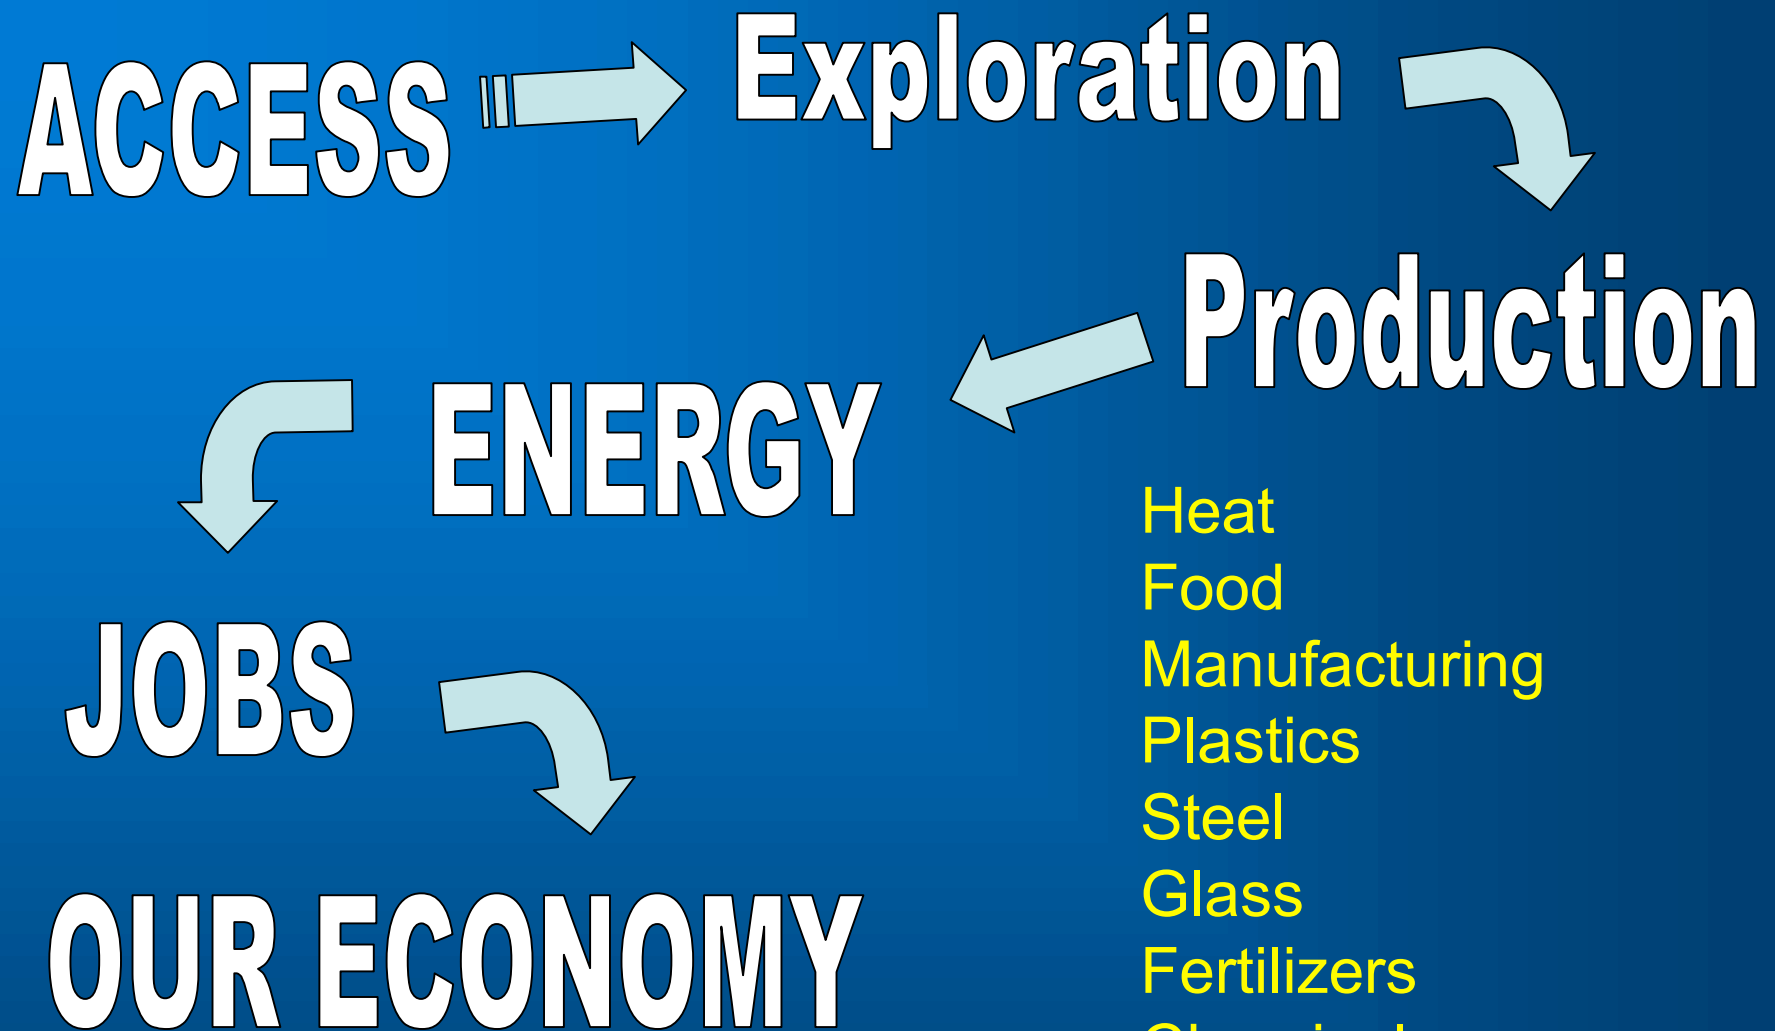 ACCESS
Exploration
Production
ENERGY
JOBS
OUR ECONOMY
Heat
Food
Manufacturing
Plastics
Steel
Glass
Fertilizers